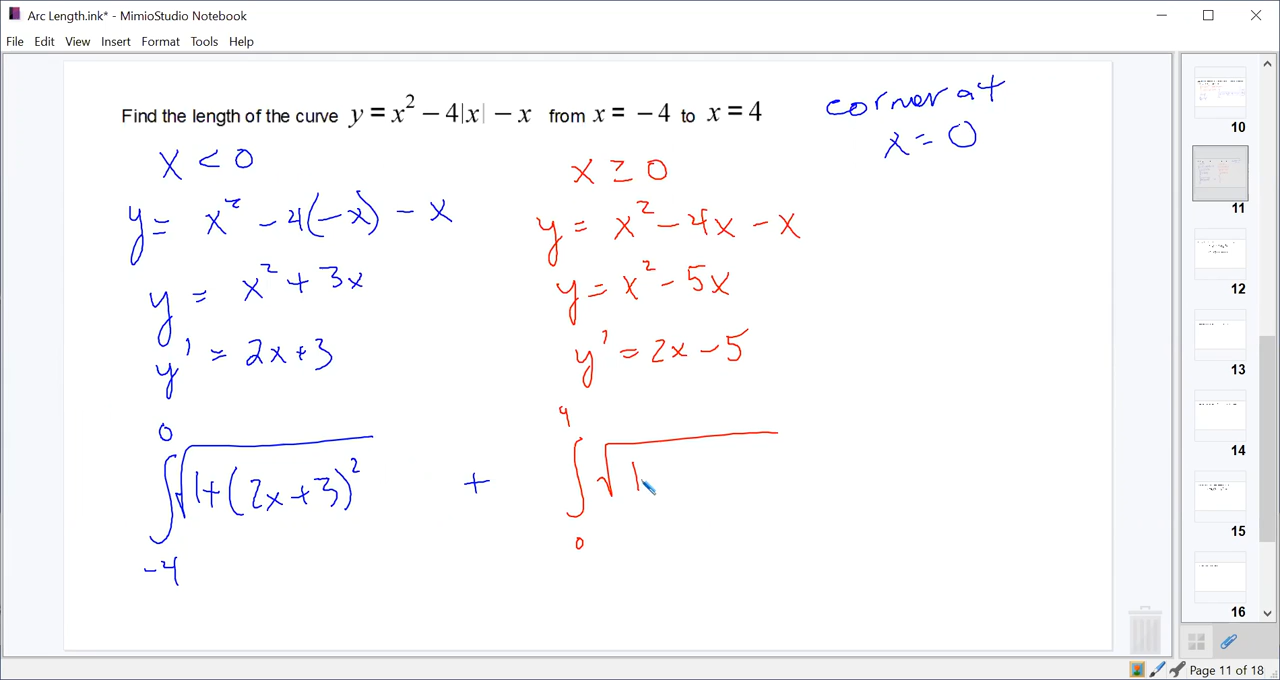 Arc Length.ink* - MimioStudio Notebook
File Edit View Insert Format Tools Help
Find the length of the curve y = x² − 4|x| − x from x = −4 to x = 4
corner at
x = 0
x < 0
y = x² - 4(-x) - x
y = x² + 3x
y' = 2x+3
x ≥ 0
y = x² - 4x - x
y = x² - 5x
y' = 2x - 5
∫₋₄⁰ √(1+(2x+3)²) + ∫₀⁴ √(1
10
11
12
13
14
15
16
Page 11 of 18